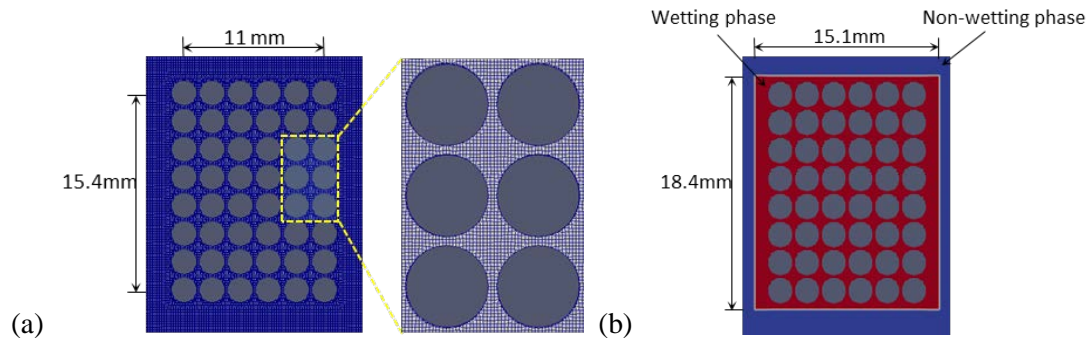 11 mm
15.4mm
(a)
Wetting phase
Non-wetting phase
15.1mm
18.4mm
(b)